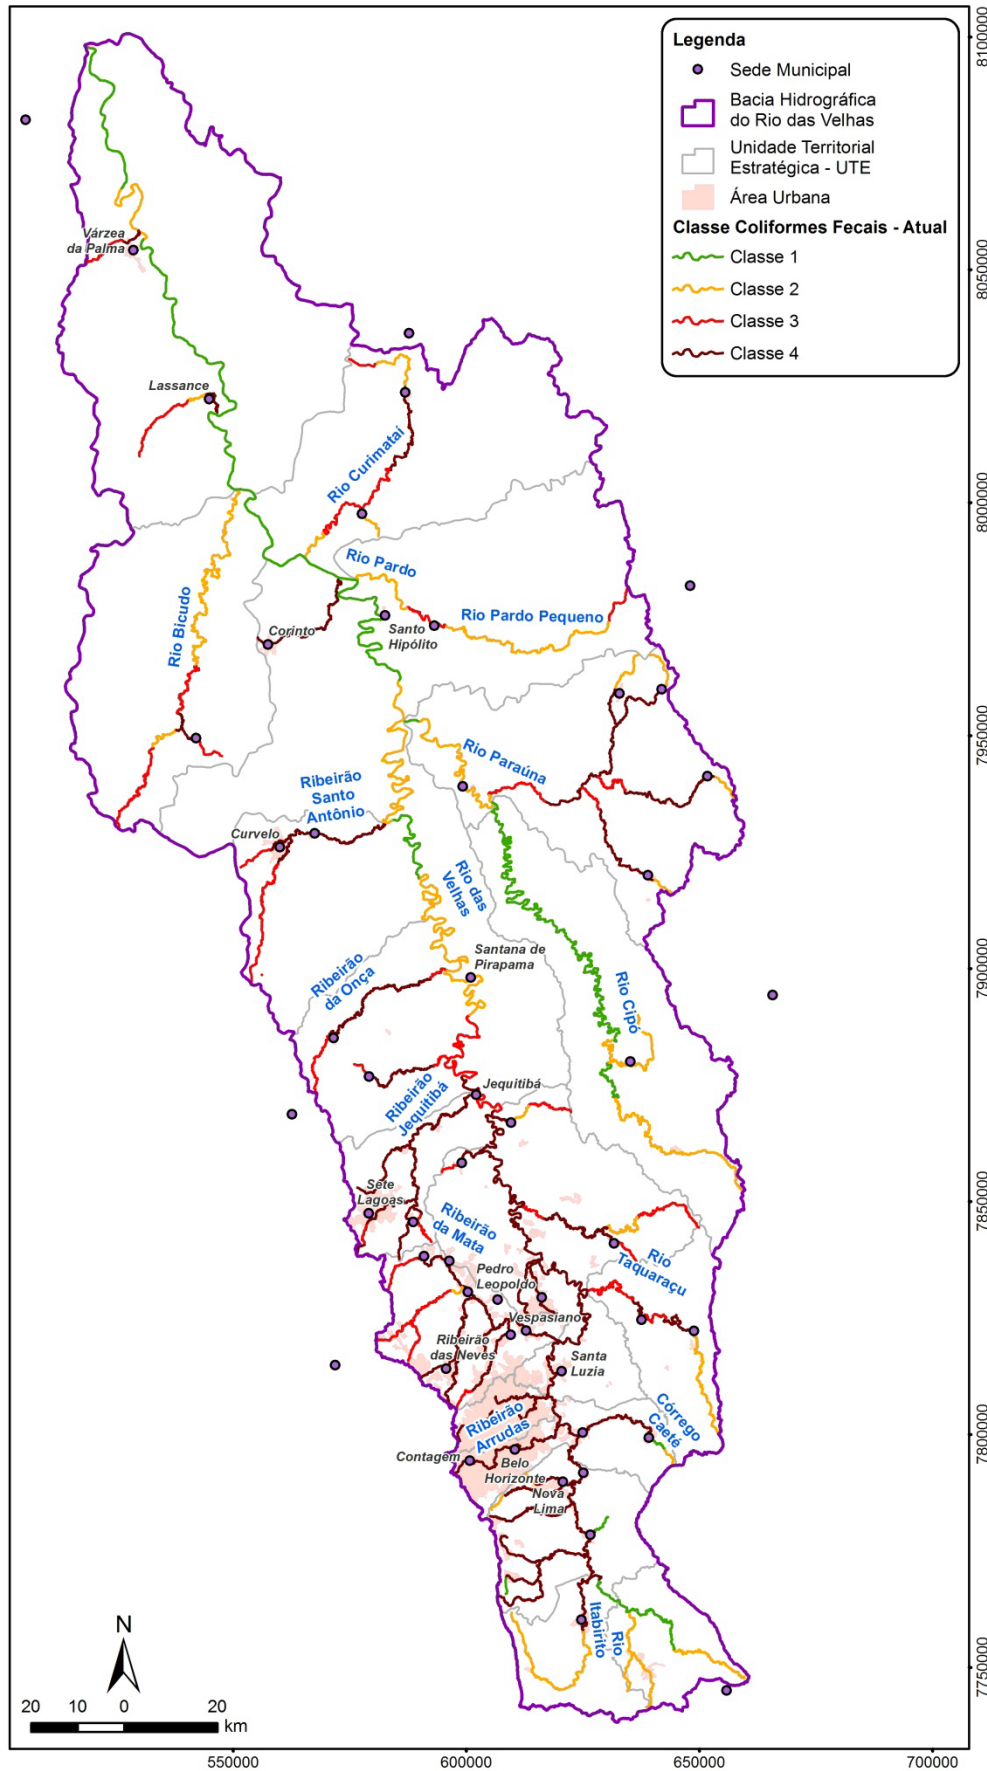 Legenda
Sede Municipal
Bacia Hidrográfica
do Rio das Velhas
Unidade Territorial
Estratégica - UTE
Área Urbana
Classe Coliformes Fecais - Atual
Classe 1
Classe 2
Classe 3
Classe 4
8100000
Várzea
da Palma
8050000
Lassance
Rio Curimataí
8000000
Rio Pardo
Rio Bicudo
Rio Pardo Pequeno
Corinto
Santo
Hipólito
7950000
Rio Paraúna
Ribeirão
Santo
Antônio
Curvelo
Rio das
Velhas
Santana de
Pirapama
Ribeirão
da Onça
7900000
Rio Cipó
Ribeirão
Jequitibá
Jequitibá
Sete
Lagoas
7850000
Ribeirão
da Mata
Rio
Taquaraçu
Pedro
Leopoldo
Vespasiano
Ribeirão
das Neves
Santa
Luzia
Ribeirão
Arrudas
Córrego
Caeté
7800000
Contagem
Belo
Horizonte
Nova
Lima
Rio
Itabirito
7750000
N
20 10 0 20
km
550000 600000 650000 700000